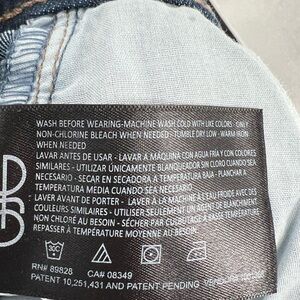 WASH BEFORE WEARING-MACHINE WASH COLD WITH LIKE COLORS - ONLY
NON-CHLORINE BLEACH WHEN NEEDED - TUMBLE DRY LOW - WARM IRON
WHEN NEEDED
LAVAR ANTES DE USAR - LAVAR A MÁQUINA CON AGUA FRÍA Y CON COLORES
SIMILARES - UTILIZAR ÚNICAMENTE BLANQUEADOR SIN CLORO CUANDO SEA
NECESARIO - SECAR EN SECADORA A TEMPERATURA BAJA - PLANCHAR A
TEMPERATURA MEDIA CUANDO SEA NECESARIO
LAVER AVANT DE PORTER - LAVER À LA MACHINE À L'EAU FROIDE AVEC DES
COULEURS SIMILAIRES - UTILISER SEULEMENT UN AGENT DE BLANCHIMENT
NON CHLORÉ AU BESOIN - SÉCHER PAR CULBUTAGE À BASSE TEMPÉRATURE
REPASSER À TEMPÉRATURE MOYENNE AU BESOIN
30C
RN# 89828 CA# 08349
PATENT 10,251,431 AND PATENT PENDING